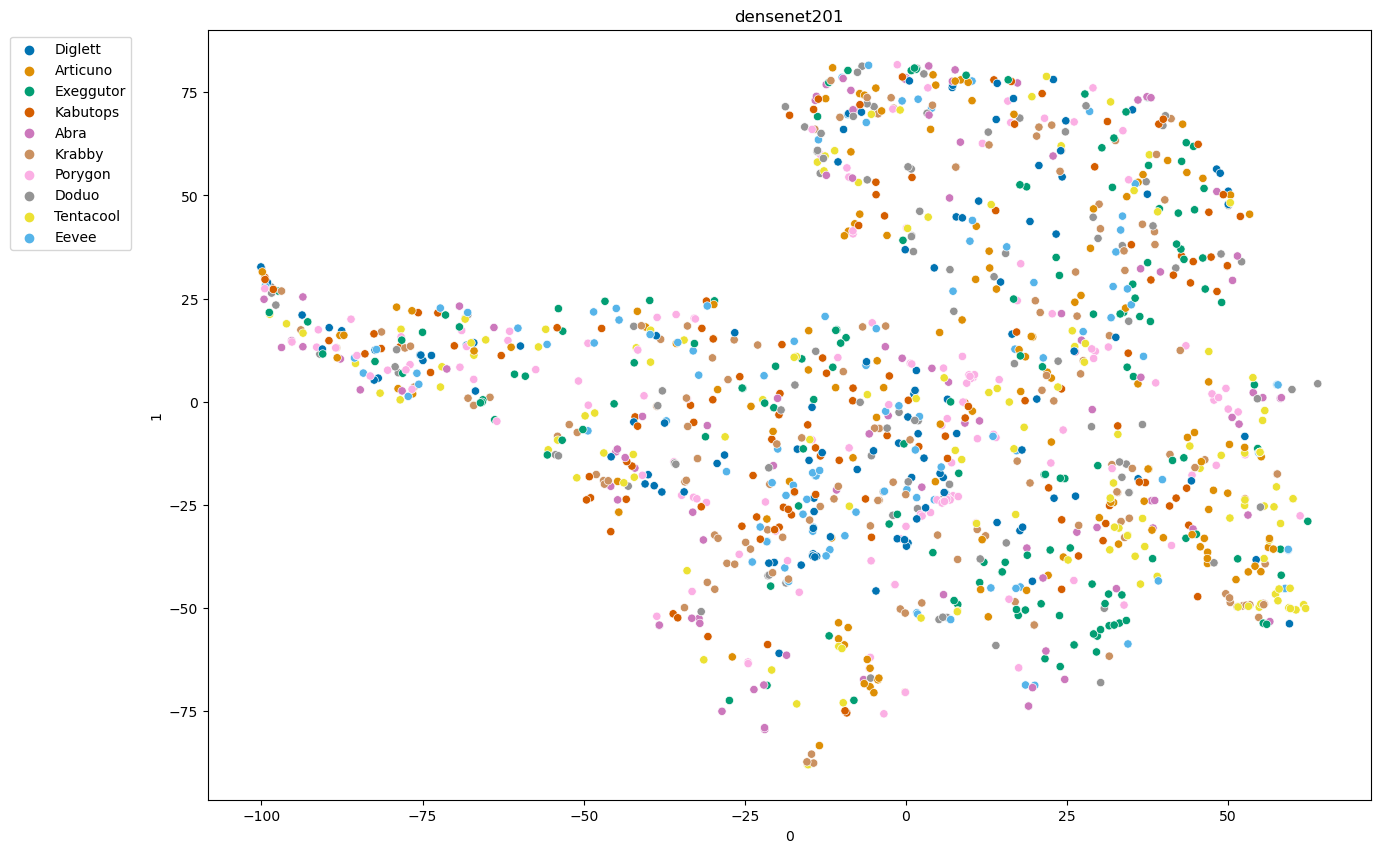 densenet201
Diglett
Articuno
Exeggutor
Kabutops
Abra
Krabby
Porygon
Doduo
Tentacool
Eevee
75
50
25
0
−25
−50
−75
1
−100
−75
−50
−25
0
25
50
0